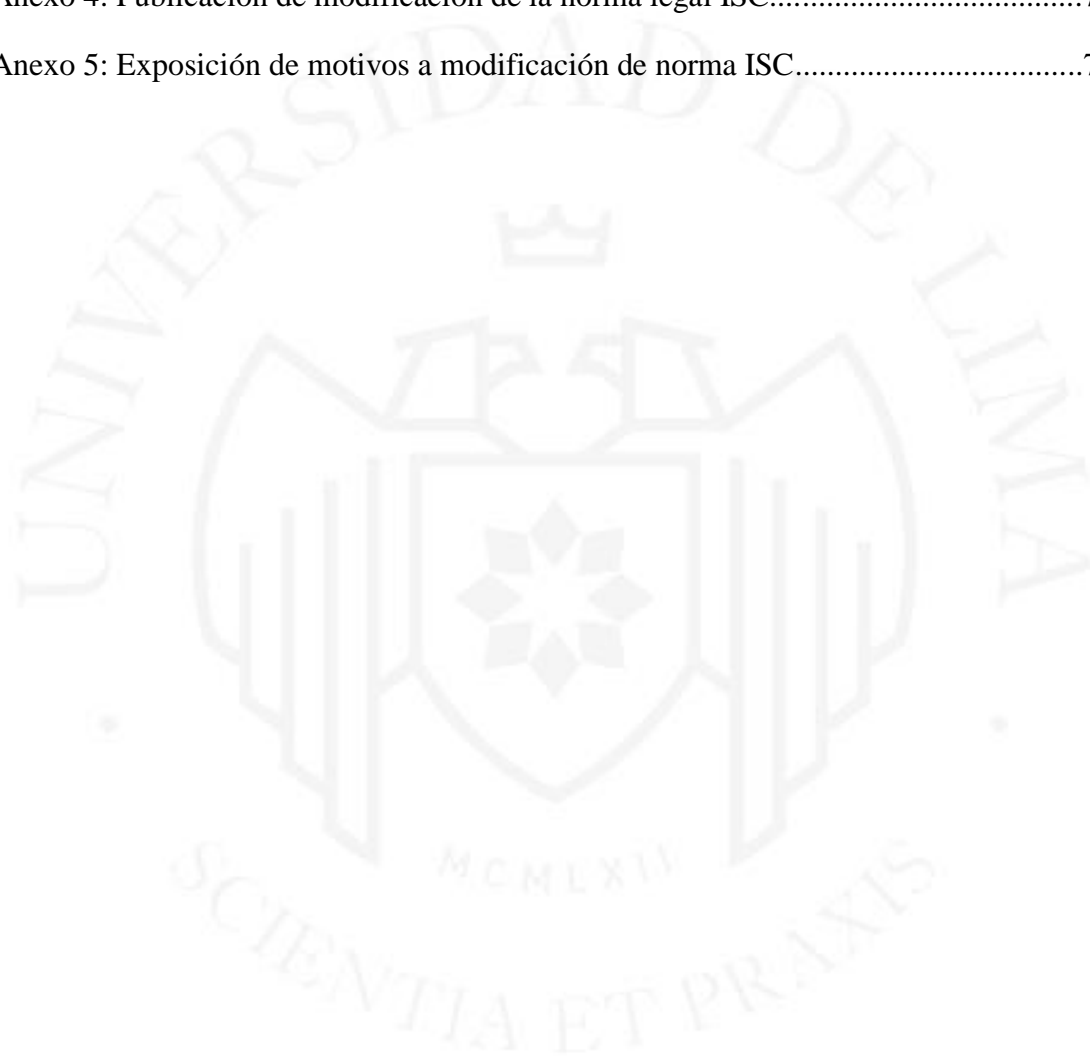 Anexo 4: Publicación de modificación de la norma legal ISC
Anexo 5: Exposición de motivos a modificación de norma ISC..............................7
UNIVERSIDAD DE LIMA
MCMLXII
SCIENTIA ET PRAXIS